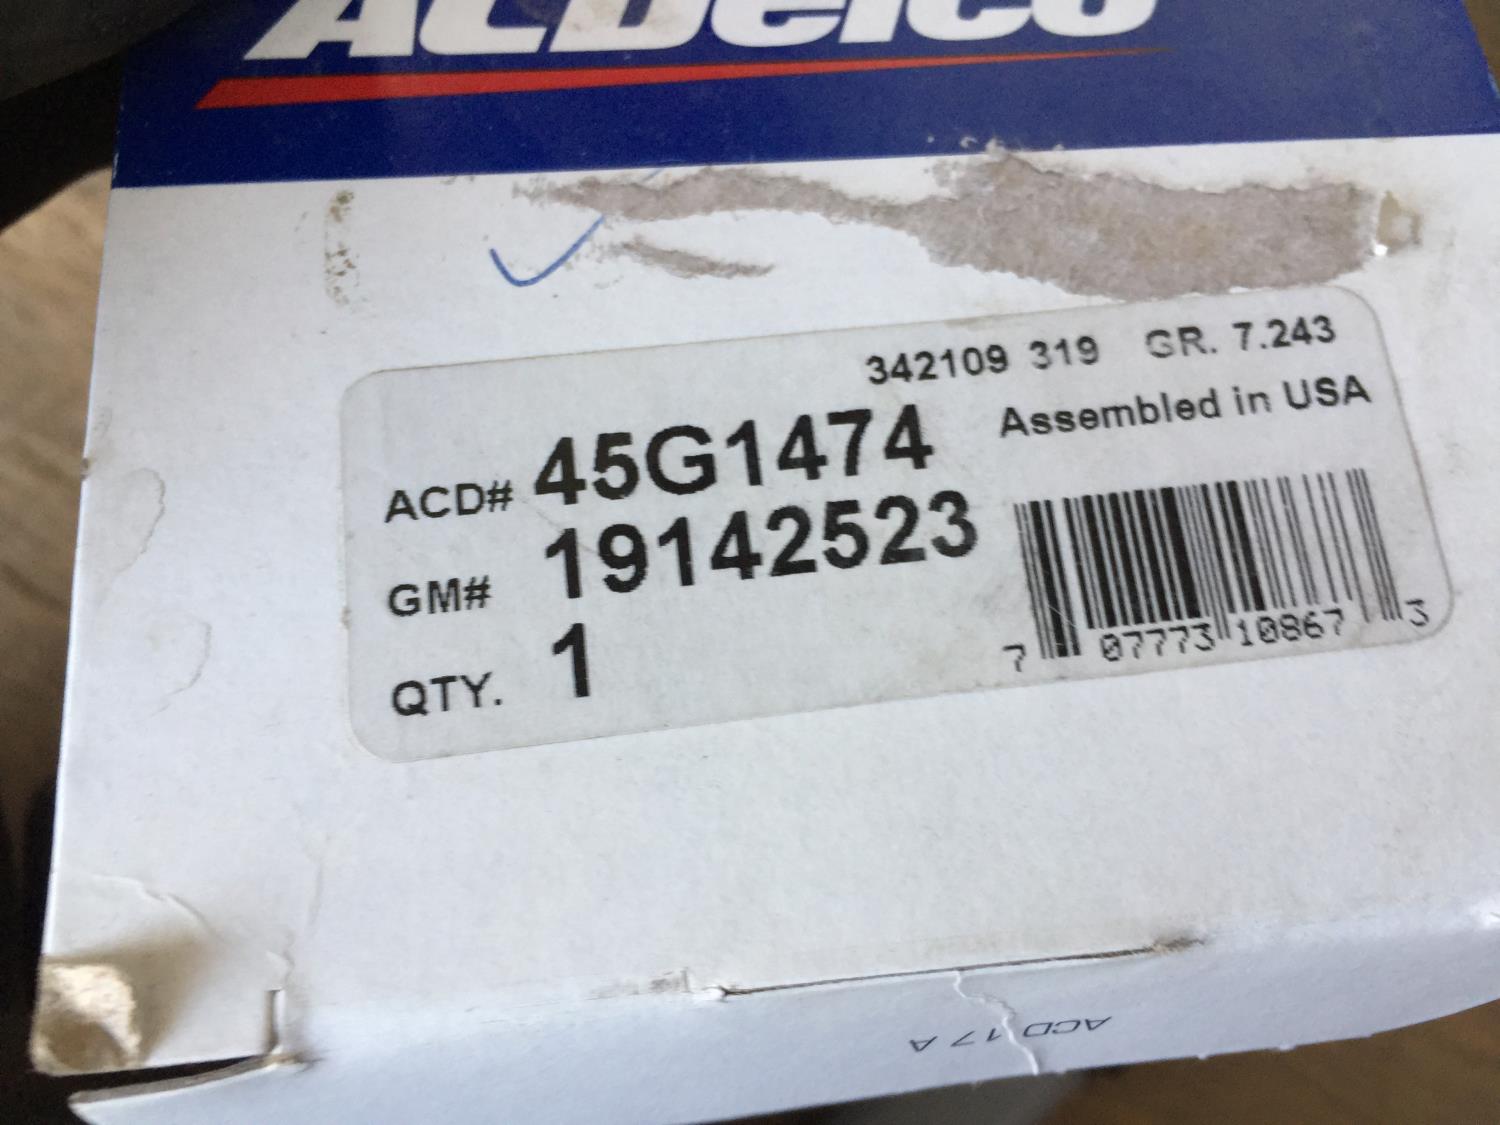 ACDelco
342109 319 GR. 7.243
ACD# 45G1474 Assembled in USA
GM# 19142523
QTY. 1
7 07773 10867 3
ACD 17 A